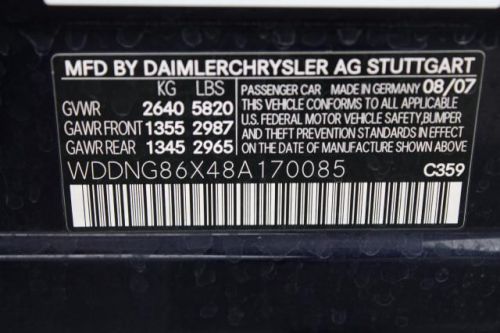 MFD BY DAIMLERCHRYSLER AG STUTTGART
KG LBS PASSENGER CAR MADE IN GERMANY 08/07
GVWR 2640 5820 THIS VEHICLE CONFORMS TO ALL APPLICABLE
GAWR FRONT 1355 2987 U.S. FEDERAL MOTOR VEHICLE SAFETY, BUMPER
GAWR REAR 1345 2965 AND THEFT PREVENTION STANDARDS IN EFFECT ON THE DATE OF MANUFACTURE SHOWN ABOVE.
WDDNG86X48A170085 C359